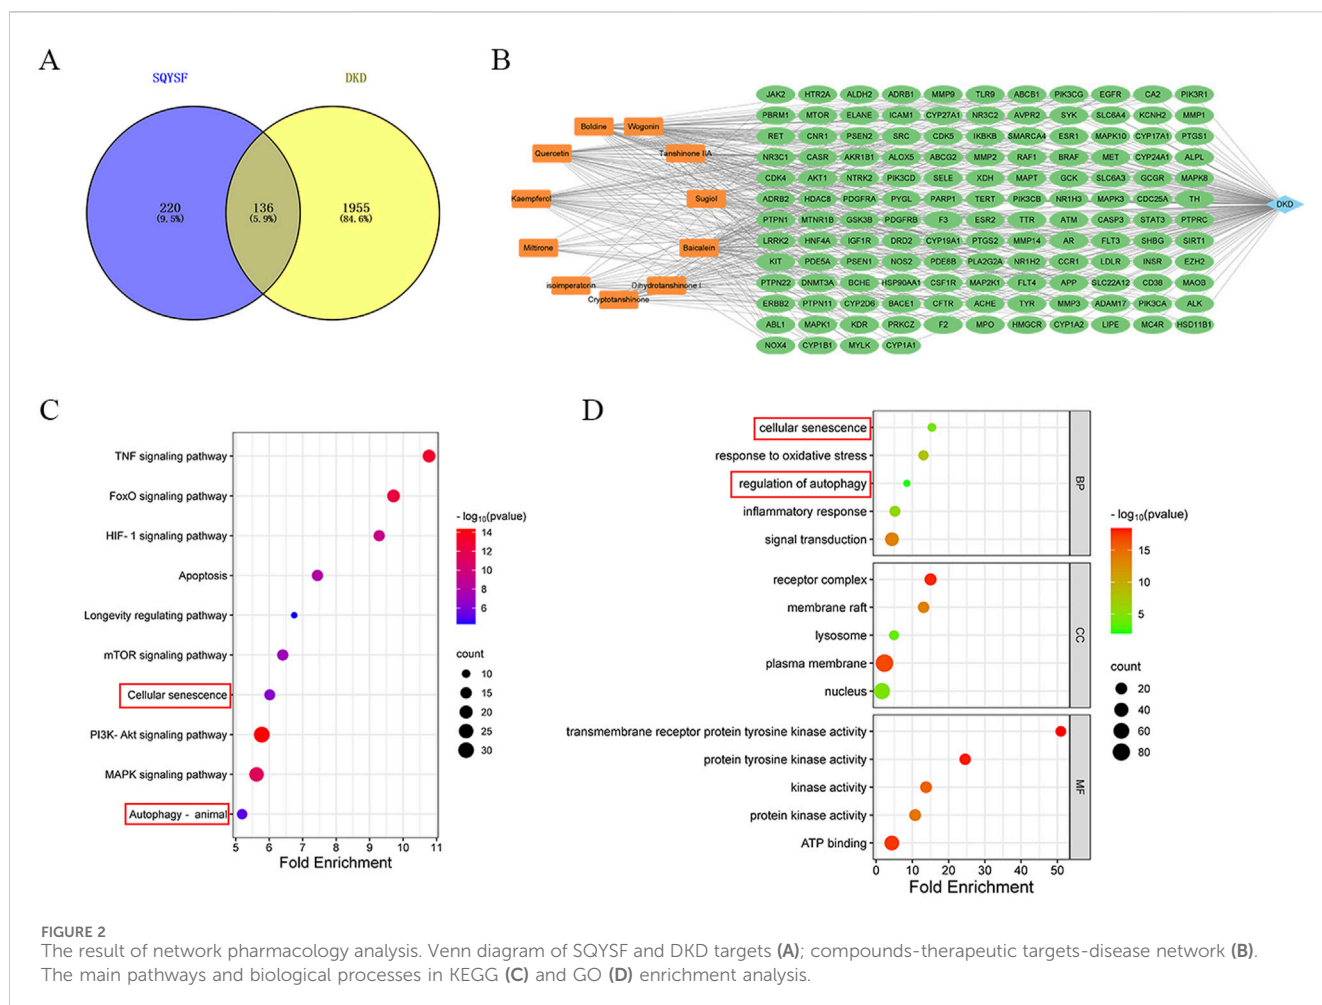 A
SQYSF
DKD
220
(9.5%)
136
(5.9%)
1955
(84.6%)
B
Boldine
Wogonin
Quercetin
Tanshinone IIA
Kaempferol
Sugiol
Miltirone
Baicalein
isoimperatorin
Dihydrotanshinone I
Cryptotanshinone
JAK2 HTR2A ALDH2 ADRB1 MMP9 TLR9 ABCB1 PIK3CG EGFR CA2 PIK3R1
PBRM1 MTOR ELANE ICAM1 CYP27A1 NR3C2 AVPR2 SYK SLC6A4 KCNH2 MMP1
RET CNR1 PSEN2 SRC CDK5 IKBKB SMARCA4 ESR1 MAPK10 CYP17A1 PTGS1
NR3C1 CASR AKR1B1 ALOX5 ABCG2 MMP2 RAF1 BRAF MET CYP24A1 ALPL
CDK4 AKT1 NTRK2 PIK3CD SELE XDH MAPT GCK SLC6A3 GCGR MAPK8
ADRB2 HDAC8 PDGFRA PYGL PARP1 TERT PIK3CB NR1H3 MAPK3 CDC25A TH
DKD
PTPN1 MTNR1B GSK3B PDGFRB F3 ESR2 TTR ATM CASP3 STAT3 PTPRC
LRRK2 HNF4A IGF1R DRD2 CYP19A1 PTGS2 MMP14 AR FLT3 SHBG SIRT1
KIT PDE5A PSEN1 NOS2 PDE8B PLA2G2A NR1H2 CCR1 LDLR INSR EZH2
PTPN22 DNMT3A BCHE HSP90AA1 CSF1R MAP2K1 FLT4 APP SLC22A12 CD38 MAOB
ERBB2 PTPN11 CYP2D6 BACE1 CFTR ACHE TYR MMP3 ADAM17 PIK3CA ALK
ABL1 MAPK1 KDR PRKCZ F2 MPO HMGCR CYP1A2 LIPE MC4R HSD11B1
NOX4 CYP1B1 MYLK CYP1A1
C
TNF signaling pathway
FoxO signaling pathway
HIF- 1 signaling pathway
Apoptosis
Longevity regulating pathway
mTOR signaling pathway
Cellular senescence
PI3K- Akt signaling pathway
MAPK signaling pathway
Autophagy - animal
5 6 7 8 9 10 11
Fold Enrichment
- log10(pvalue)
14
12
10
8
6
count
10
15
20
25
30
D
cellular senescence
response to oxidative stress
regulation of autophagy
inflammatory response
signal transduction
BP
receptor complex
membrane raft
lysosome
plasma membrane
nucleus
CC
transmembrane receptor protein tyrosine kinase activity
protein tyrosine kinase activity
kinase activity
protein kinase activity
ATP binding
MF
0 10 20 30 40 50
Fold Enrichment
- log10(pvalue)
15
10
5
count
20
40
60
80
FIGURE 2
The result of network pharmacology analysis. Venn diagram of SQYSF and DKD targets (A); compounds-therapeutic targets-disease network (B).
The main pathways and biological processes in KEGG (C) and GO (D) enrichment analysis.